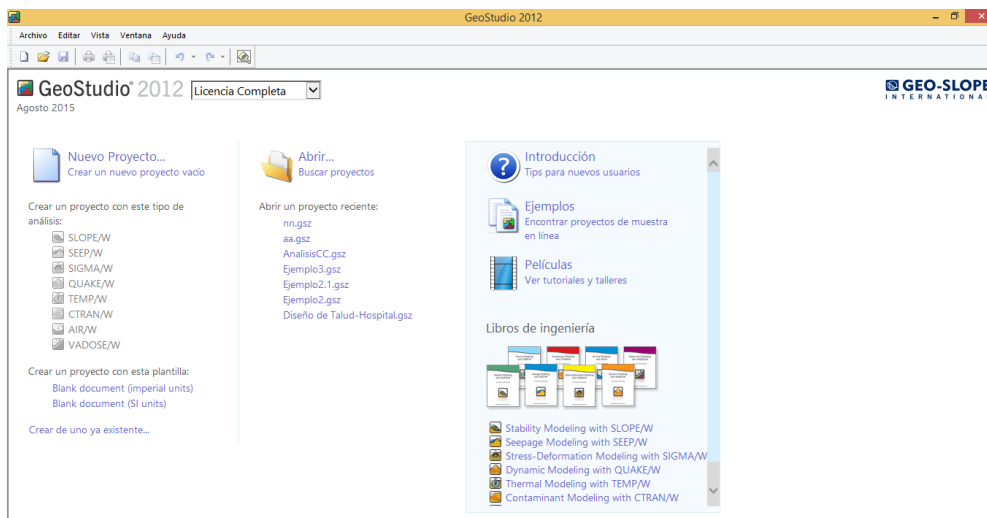 GeoStudio 2012
Archivo Editar Vista Ventana Ayuda
GeoStudio® 2012 Licencia Completa
Agosto 2015
GEO-SLOPE
INTERNATIONAL
Nuevo Proyecto...
Crear un nuevo proyecto vacío
Crear un proyecto con este tipo de
análisis:
SLOPE/W
SEEP/W
SIGMA/W
QUAKE/W
TEMP/W
CTRAN/W
AIR/W
VADOSE/W
Crear un proyecto con esta plantilla:
Blank document (imperial units)
Blank document (SI units)
Crear de uno ya existente...
Abrir...
Buscar proyectos
Abrir un proyecto reciente:
nn.gsz
aa.gsz
AnalisisCC.gsz
Ejemplo3.gsz
Ejemplo2.1.gsz
Ejemplo2.gsz
Diseño de Talud-Hospital.gsz
Introducción
Tips para nuevos usuarios
Ejemplos
Encontrar proyectos de muestra
en línea
Películas
Ver tutoriales y talleres
Libros de ingeniería
Stability Modeling with SLOPE/W
Seepage Modeling with SEEP/W
Stress-Deformation Modeling with SIGMA/W
Dynamic Modeling with QUAKE/W
Thermal Modeling with TEMP/W
Contaminant Modeling with CTRAN/W